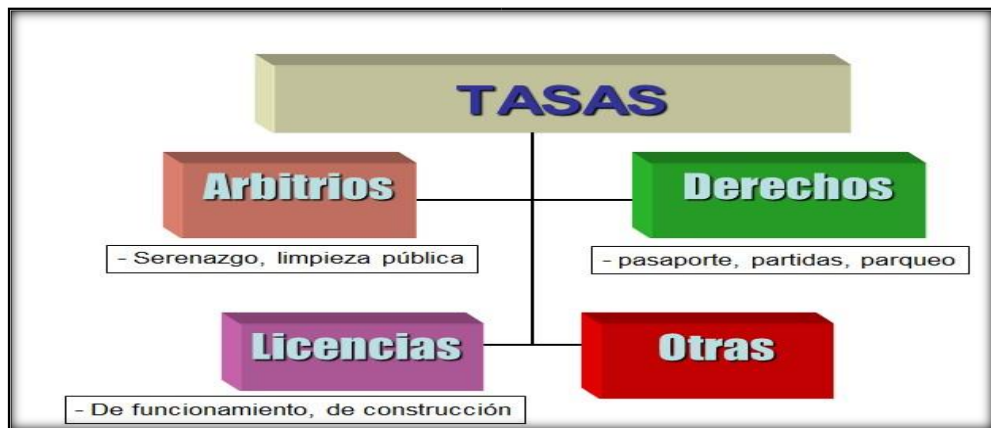 TASAS
Arbitrios
- Serenazgo, limpieza pública
Derechos
- pasaporte, partidas, parqueo
Licencias
- De funcionamiento, de construcción
Otras